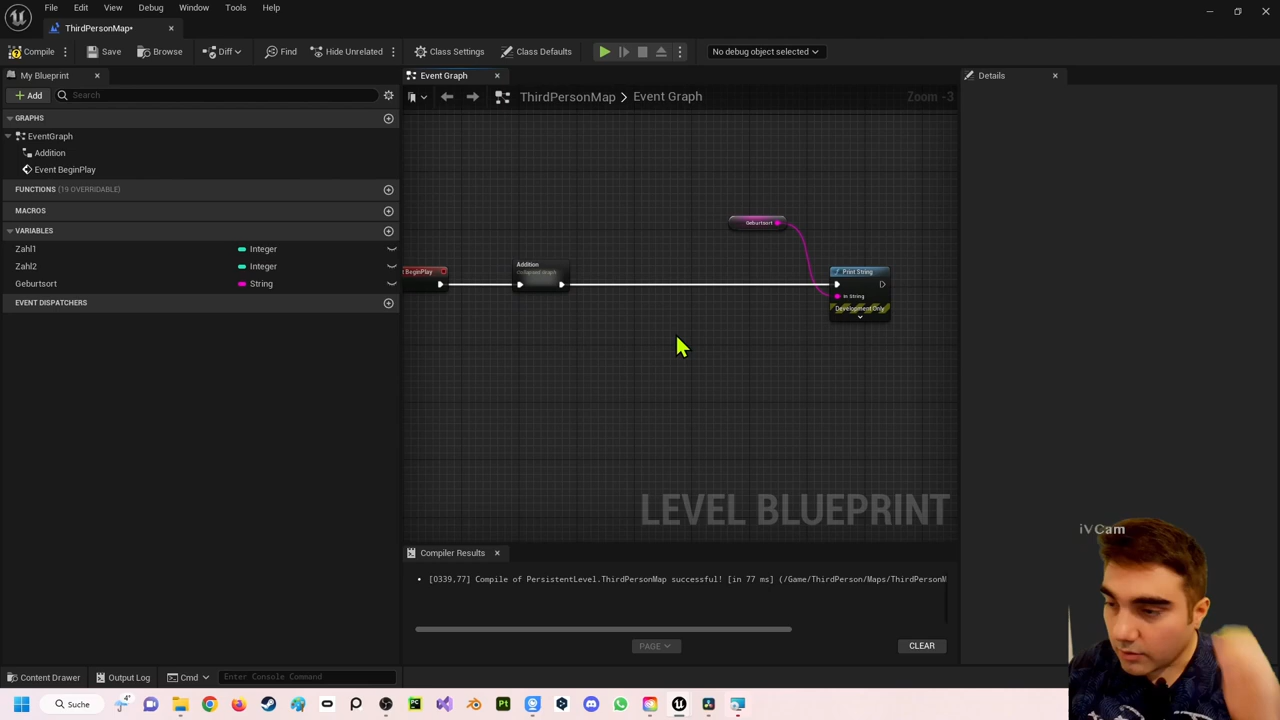 File Edit View Debug Window Tools Help
ThirdPersonMap•
Compile Save Browse Diff Find Hide Unrelated Class Settings Class Defaults No debug object selected
My Blueprint Event Graph Details
Add Search ThirdPersonMap > Event Graph Zoom -3
GRAPHS
EventGraph
Addition
Event BeginPlay
FUNCTIONS (19 OVERRIDABLE)
MACROS
VARIABLES
Zahl1 Integer
Zahl2 Integer
Geburtsort String
EVENT DISPATCHERS
Geburtsort
BeginPlay
Addition
Collapsed Graph
Print String
In String
Development Only
LEVEL BLUEPRINT
iVCam
Compiler Results
• [0339.77] Compile of PersistentLevel.ThirdPersonMap successful! [in 77 ms] (/Game/ThirdPerson/Maps/ThirdPersonM
PAGE CLEAR
Content Drawer Output Log Cmd Enter Console Command
Suche 4°